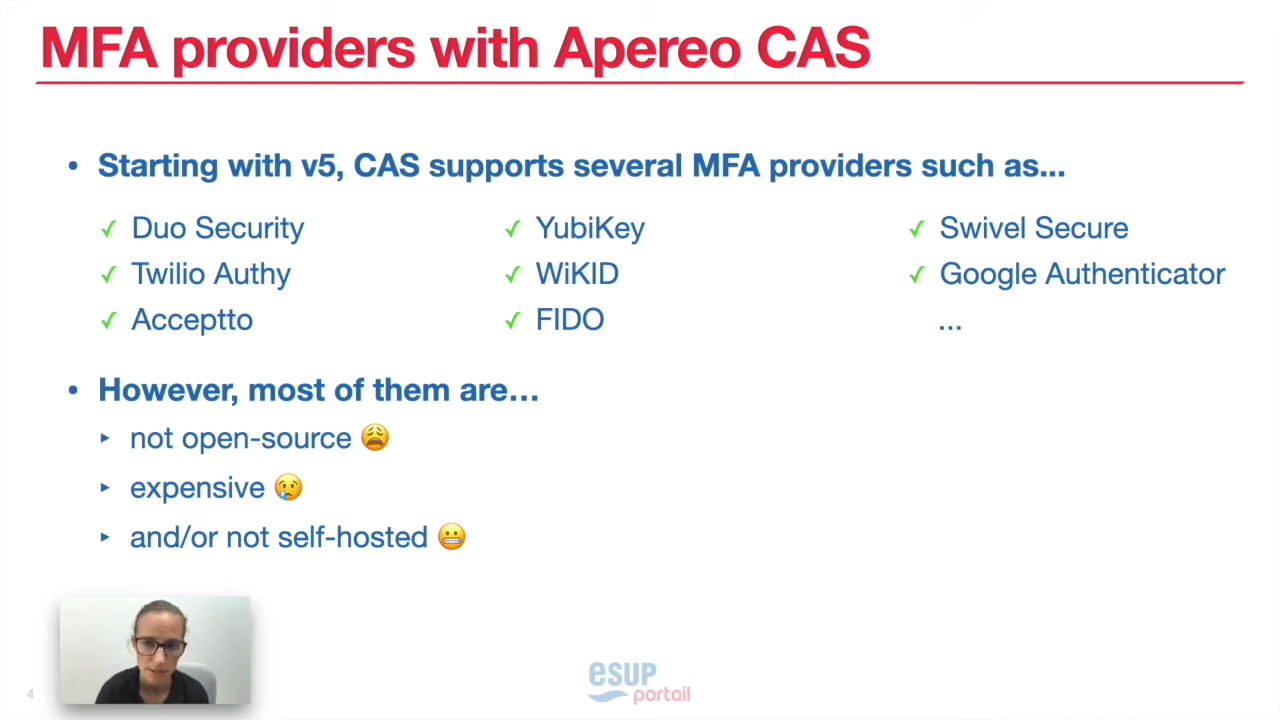 MFA providers with Apereo CAS
• Starting with v5, CAS supports several MFA providers such as...
✓ Duo Security
✓ Twilio Authy
✓ Acceptto
✓ YubiKey
✓ WiKID
✓ FIDO
✓ Swivel Secure
✓ Google Authenticator
...
• However, most of them are…
‣ not open-source 😩
‣ expensive 😢
‣ and/or not self-hosted 😬
4
esup
portail